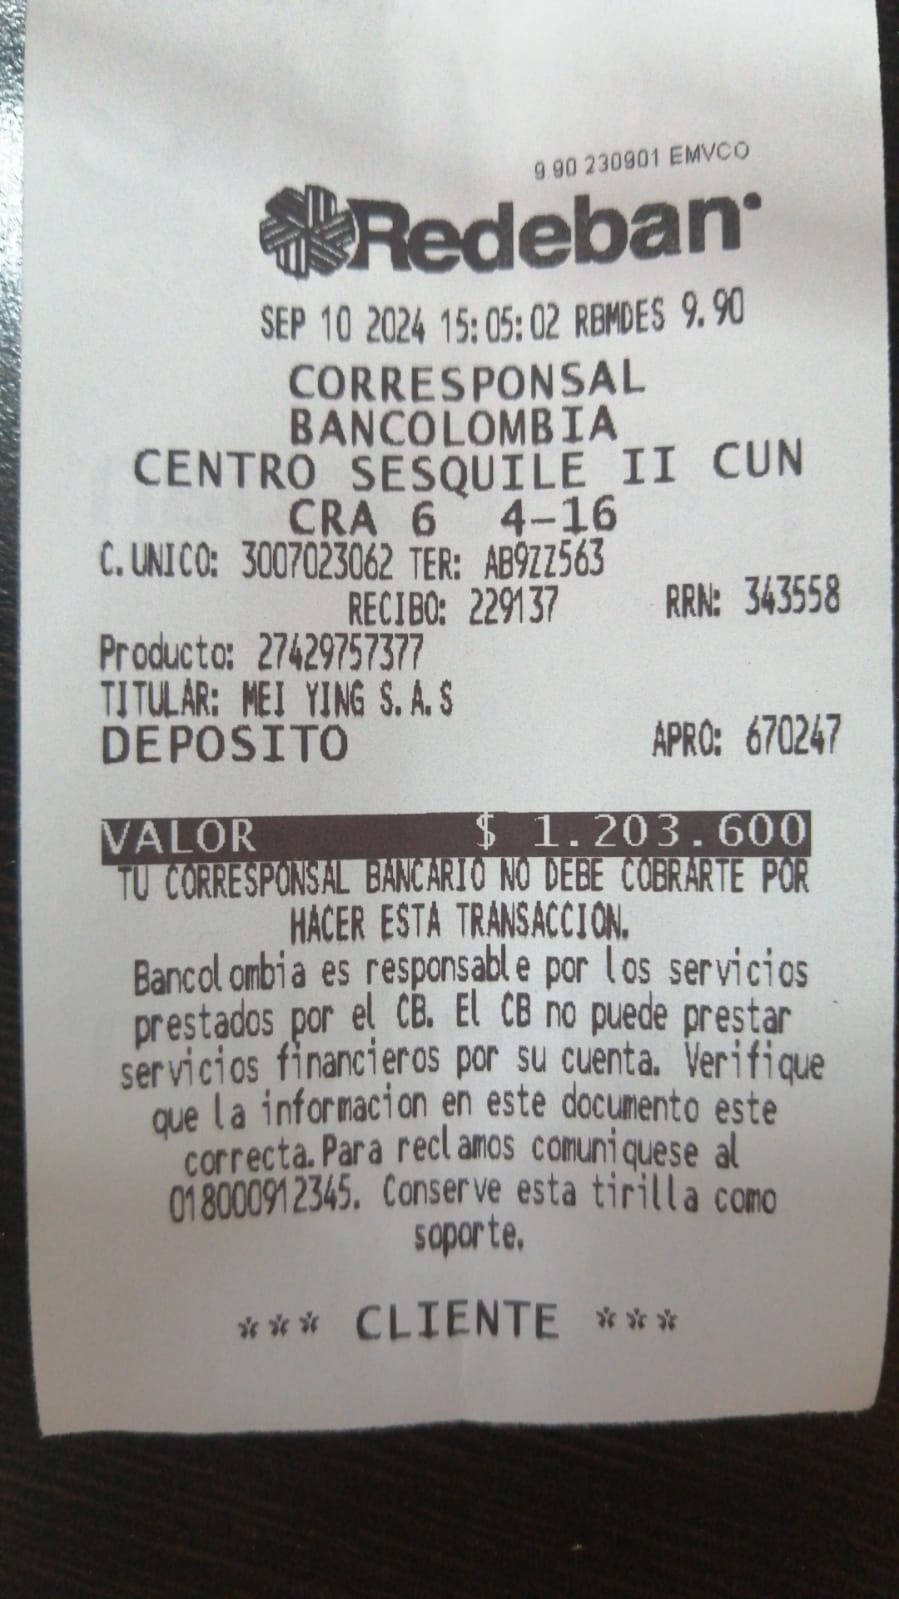 9.90 230901 EMVCO
Redeban
SEP 10 2024 15:05:02 RBMDES 9.90
CORRESPONSAL
BANCOLOMBIA
CENTRO SESQUILE II CUN
CRA 6 4-16
C.UNICO: 3007023062 TER: AB9ZZ563
RECIBO: 229137 RRN: 343558
Producto: 27429757377
TITULAR: MEI YING S.A.S
DEPOSITO APRO: 670247
VALOR $ 1.203.600
TU CORRESPONSAL BANCARIO NO DEBE COBRARTE POR
HACER ESTA TRANSACCION.
Bancolombia es responsable por los servicios
prestados por el CB. El CB no puede prestar
servicios financieros por su cuenta. Verifique
que la informacion en este documento este
correcta.Para reclamos comuniquese al
018000912345. Conserve esta tirilla como
soporte.
*** CLIENTE ***